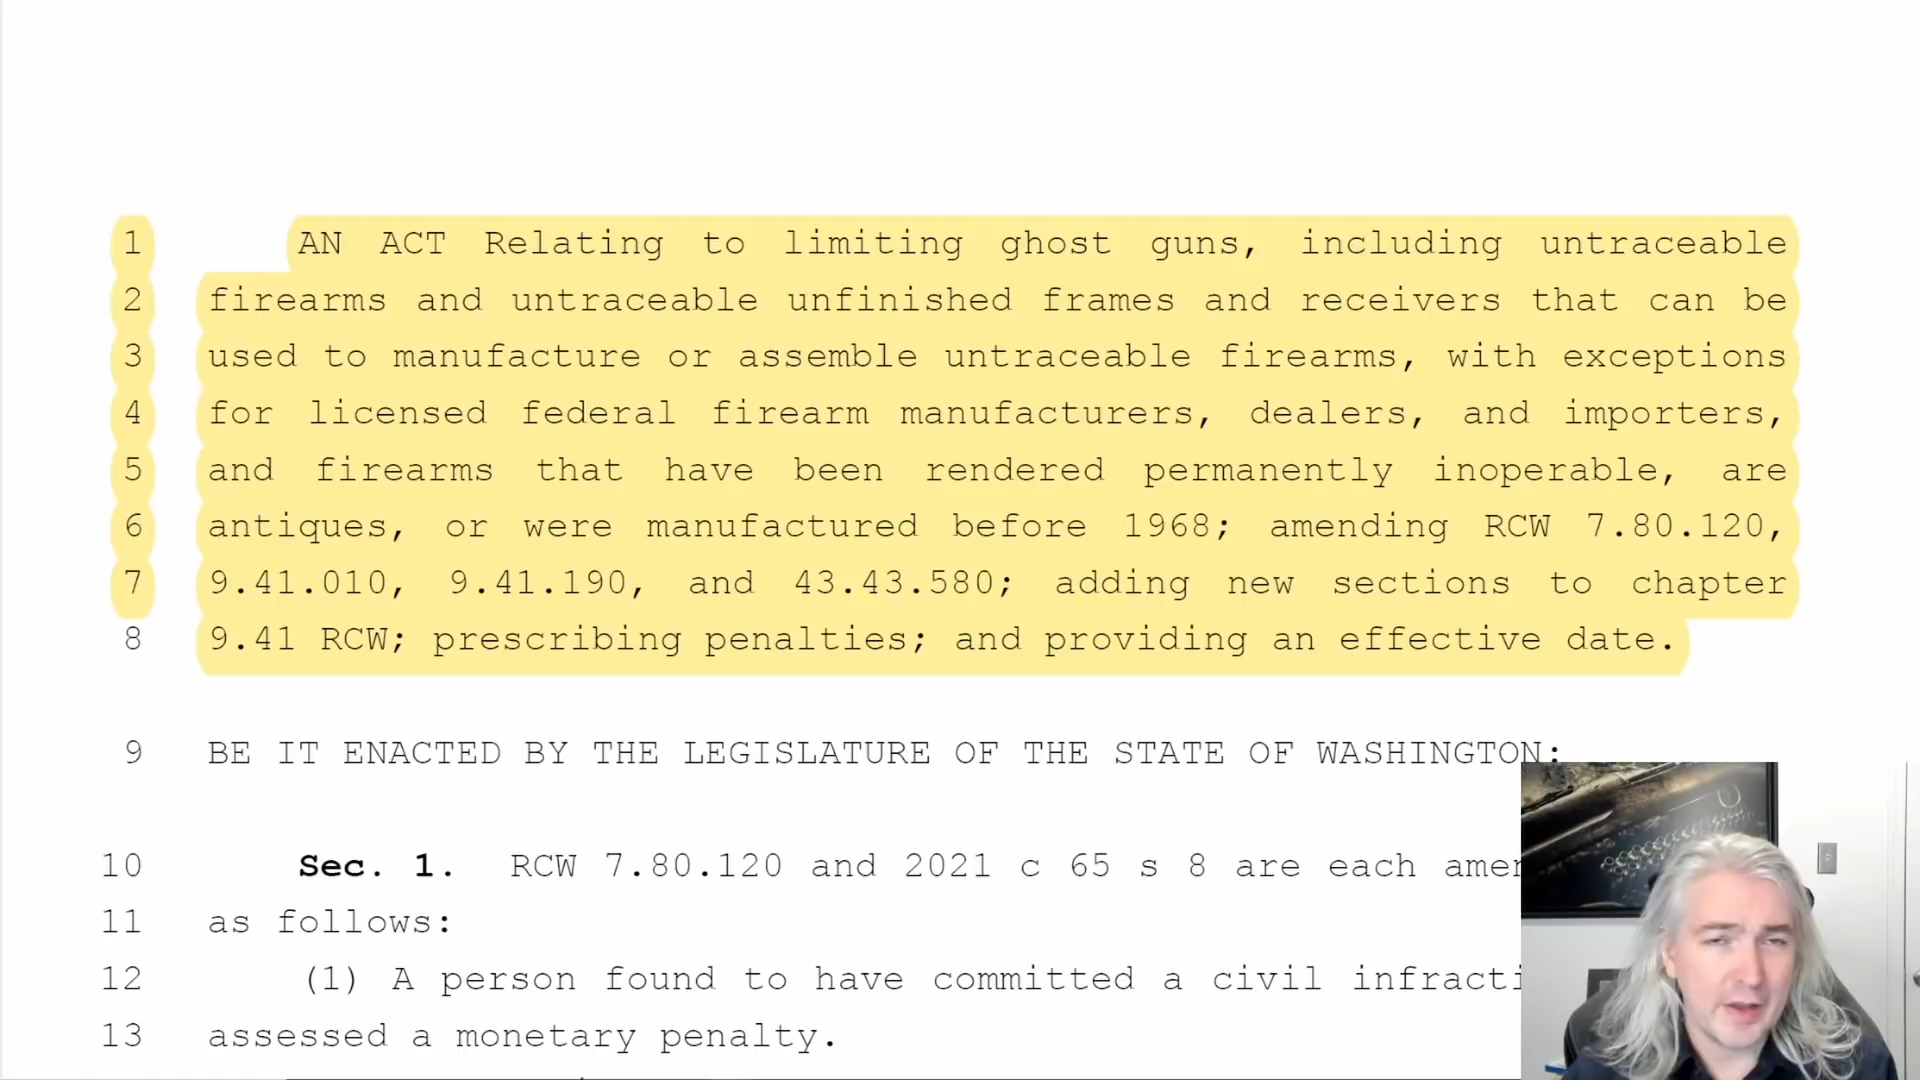 1 AN ACT Relating to limiting ghost guns, including untraceable
2 firearms and untraceable unfinished frames and receivers that can be
3 used to manufacture or assemble untraceable firearms, with exceptions
4 for licensed federal firearm manufacturers, dealers, and importers,
5 and firearms that have been rendered permanently inoperable, are
6 antiques, or were manufactured before 1968; amending RCW 7.80.120,
7 9.41.010, 9.41.190, and 43.43.580; adding new sections to chapter
8 9.41 RCW; prescribing penalties; and providing an effective date.
9 BE IT ENACTED BY THE LEGISLATURE OF THE STATE OF WASHINGTON:
10 Sec. 1. RCW 7.80.120 and 2021 c 65 s 8 are each amen
11 as follows:
12 (1) A person found to have committed a civil infracti
13 assessed a monetary penalty.